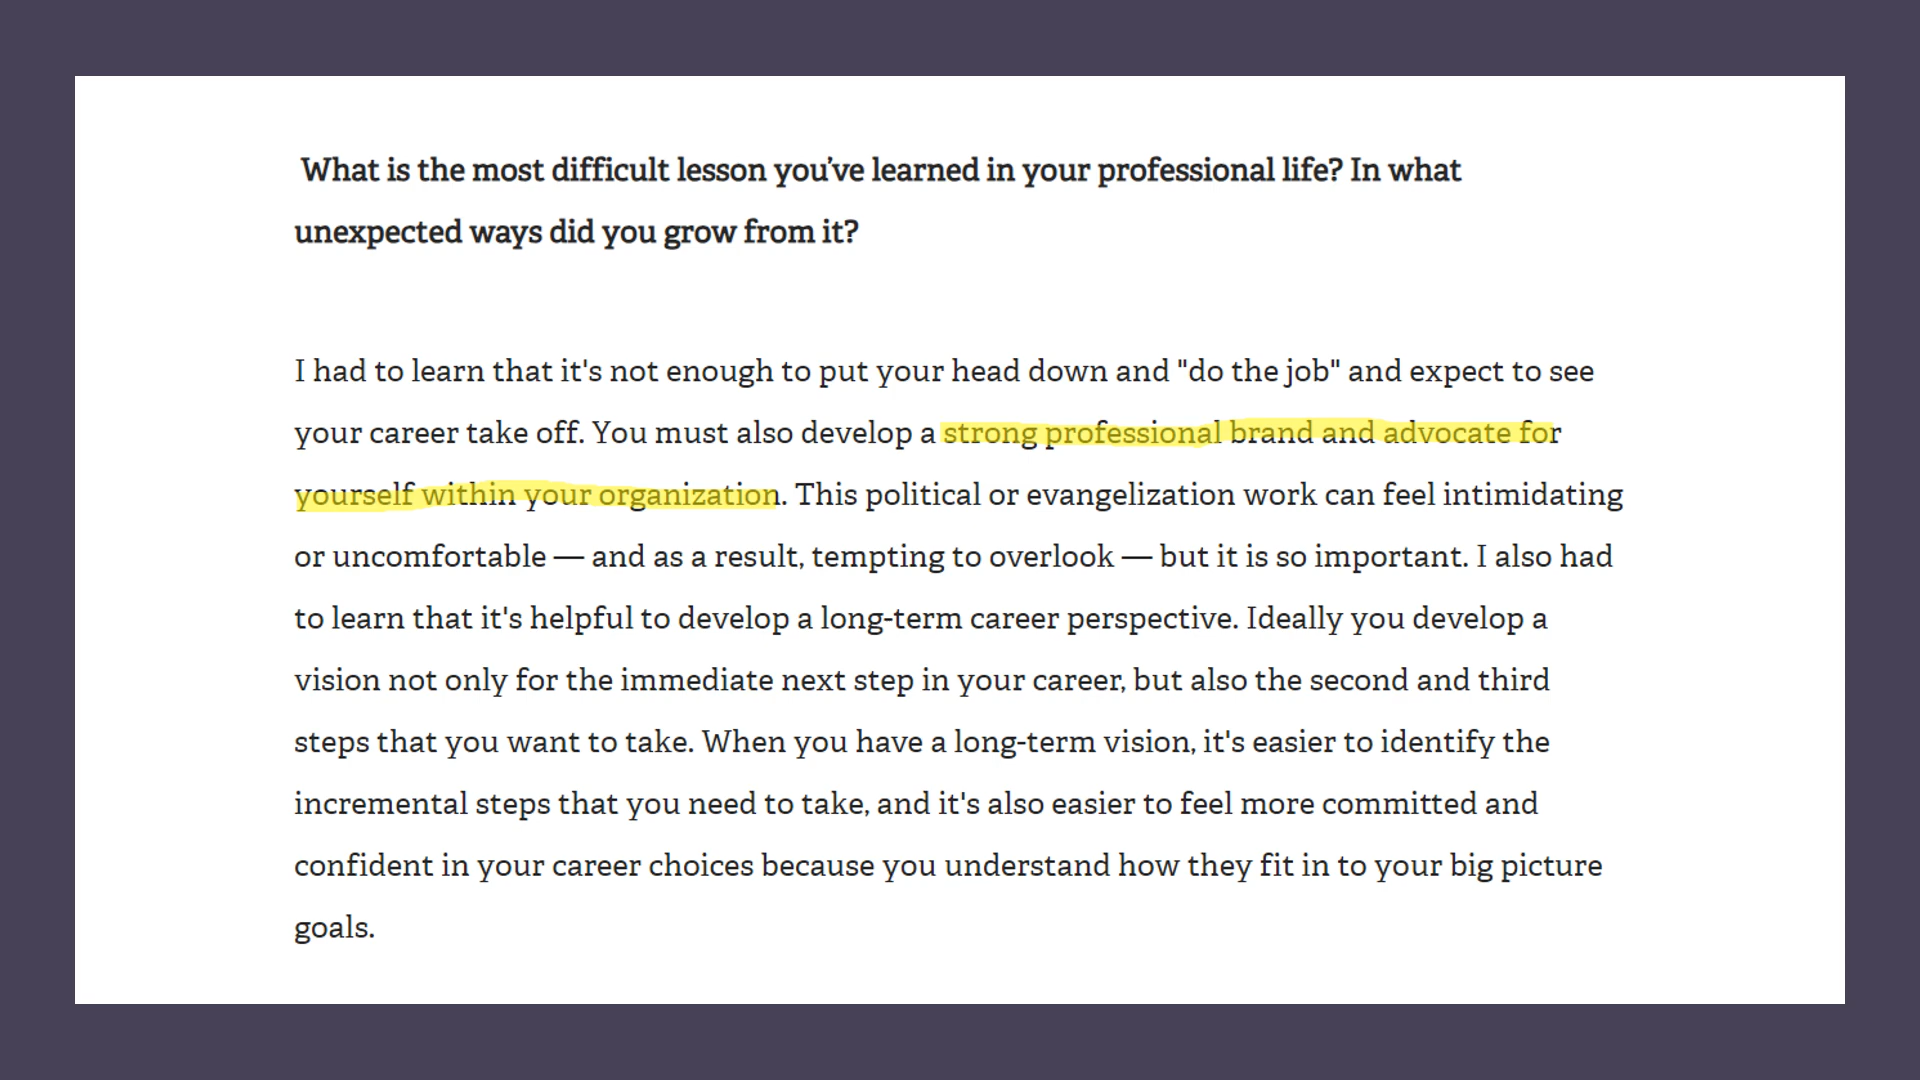 What is the most difficult lesson you’ve learned in your professional life? In what
unexpected ways did you grow from it?
I had to learn that it's not enough to put your head down and "do the job" and expect to see
your career take off. You must also develop a strong professional brand and advocate for
yourself within your organization. This political or evangelization work can feel intimidating
or uncomfortable — and as a result, tempting to overlook — but it is so important. I also had
to learn that it's helpful to develop a long-term career perspective. Ideally you develop a
vision not only for the immediate next step in your career, but also the second and third
steps that you want to take. When you have a long-term vision, it's easier to identify the
incremental steps that you need to take, and it's also easier to feel more committed and
confident in your career choices because you understand how they fit in to your big picture
goals.